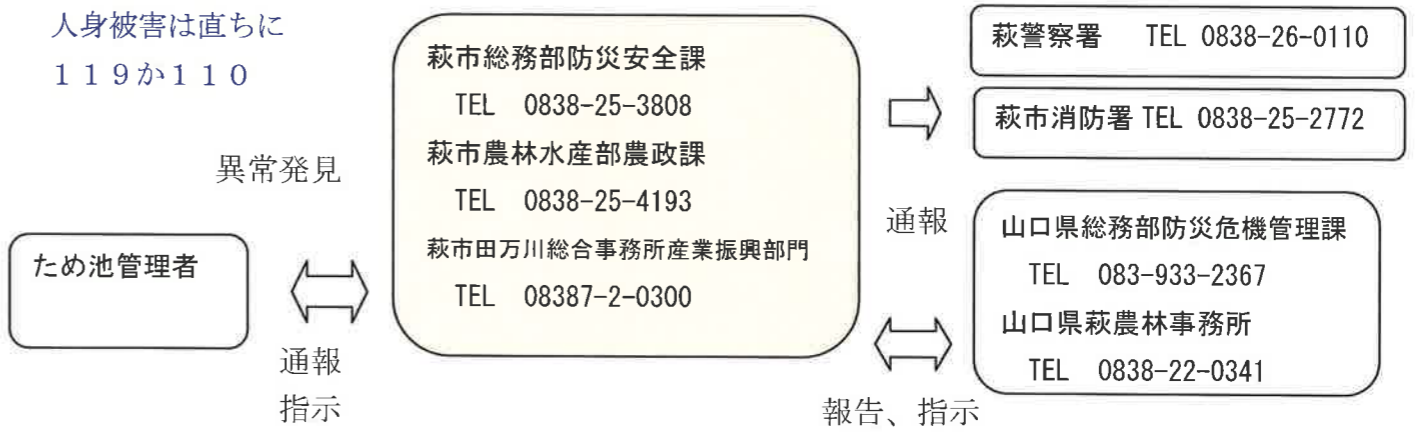 人身被害は直ちに
１１９か１１０
異常発見
ため池管理者
通報
指示
萩市総務部防災安全課
TEL 0838-25-3808
萩市農林水産部農政課
TEL 0838-25-4193
萩市田万川総合事務所産業振興部門
TEL 08387-2-0300
通報
報告、指示
萩警察署 TEL 0838-26-0110
萩市消防署 TEL 0838-25-2772
山口県総務部防災危機管理課
TEL 083-933-2367
山口県萩農林事務所
TEL 0838-22-0341